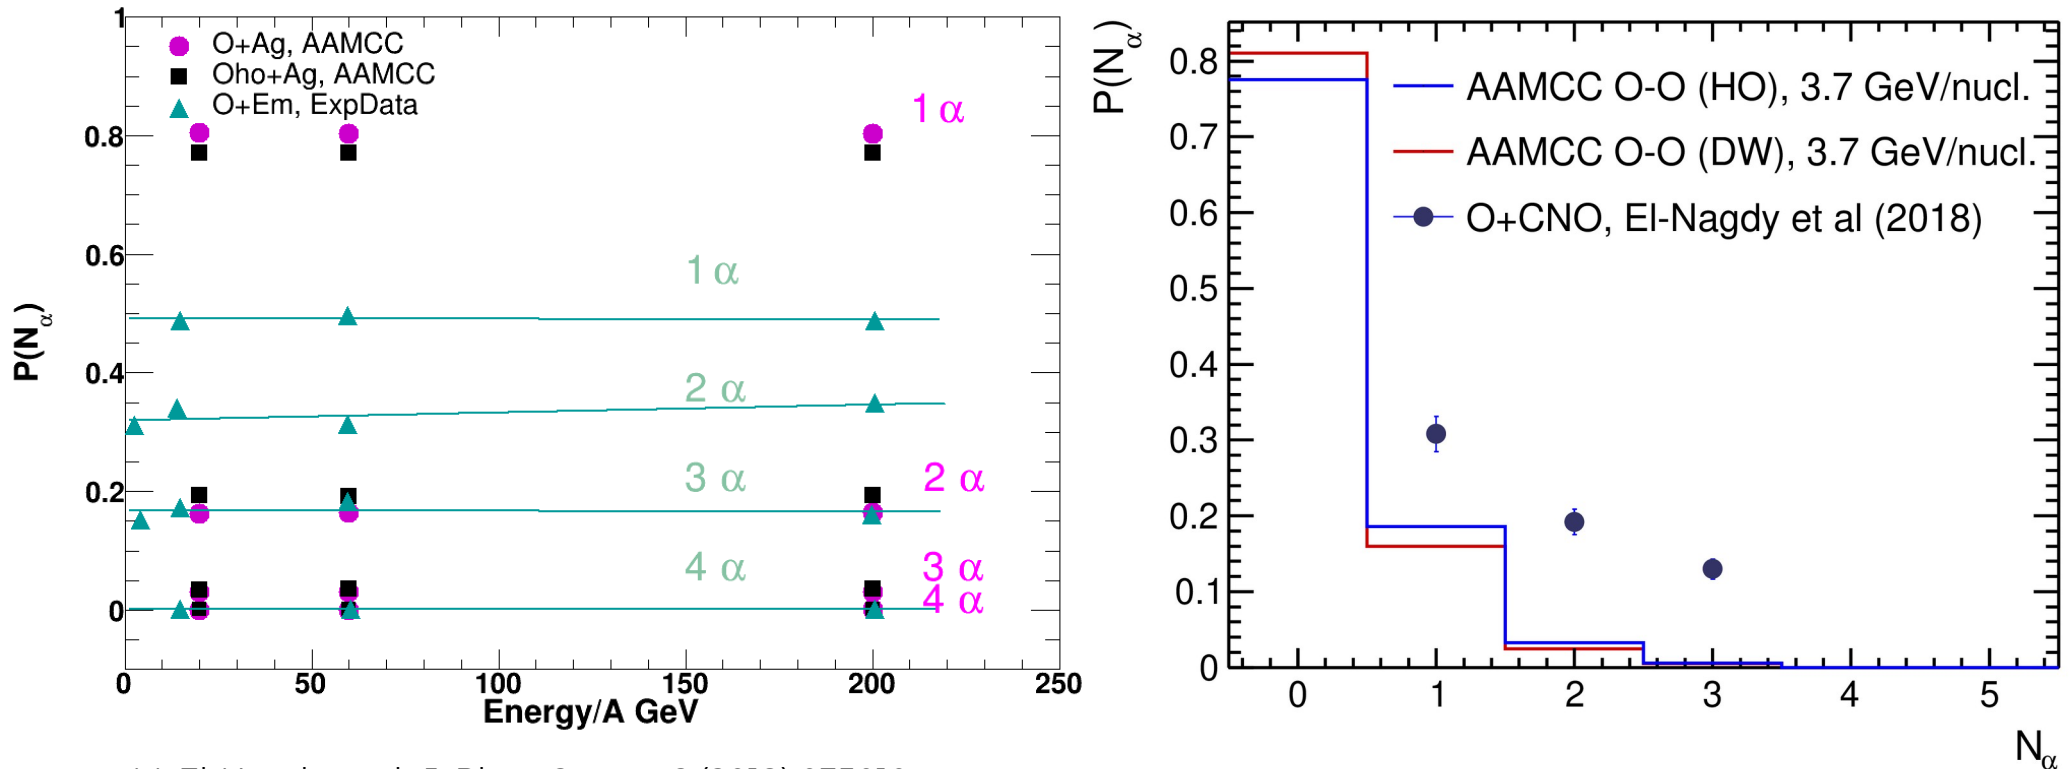 1
O+Ag, AAMCC
Oho+Ag, AAMCC
O+Em, ExpData
1 α
0.8
0.6
1 α
P(Nα)
0.4
2 α
0.2
3 α
2 α
4 α
3 α
0
4 α
0 50 100 150 200 250
Energy/A GeV
P(Nα)
0.8
AAMCC O-O (HO), 3.7 GeV/nucl.
0.7
AAMCC O-O (DW), 3.7 GeV/nucl.
0.6
O+CNO, El-Nagdy et al (2018)
0.5
0.4
0.3
0.2
0.1
0
0 1 2 3 4 5
Nα